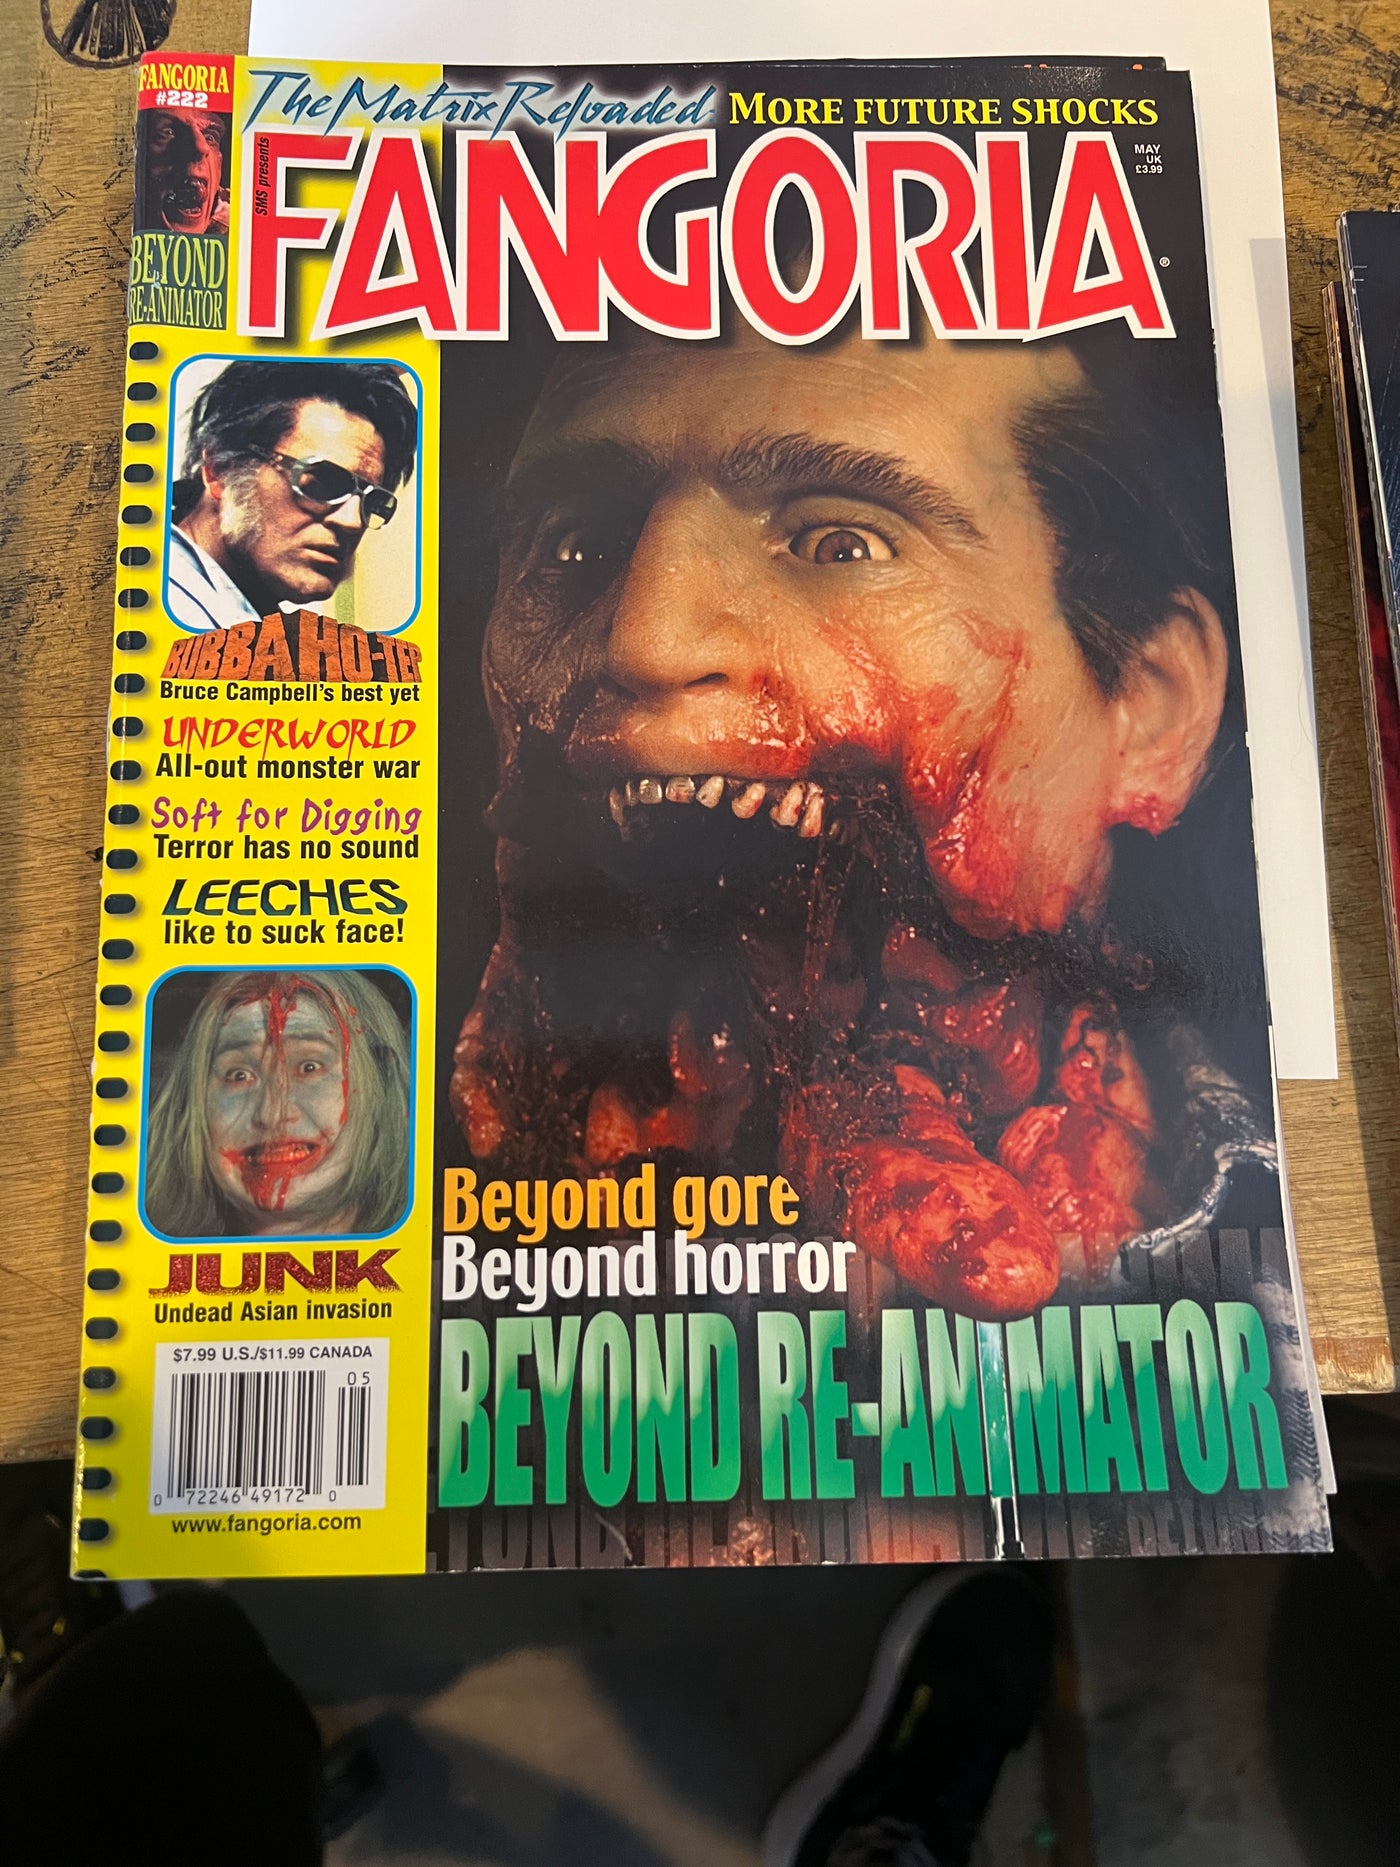 FANGORIA
#222
BEYOND
RE-ANIMATOR
The Matrix Reloaded
MORE FUTURE SHOCKS
SMS presents
FANGORIA
®
MAY
UK
£3.99
BUBBA HO-TEP
Bruce Campbell's best yet
UNDERWORLD
All-out monster war
Soft for Digging
Terror has no sound
LEECHES
like to suck face!
JUNK
Undead Asian invasion
$7.99 U.S./$11.99 CANADA
05
0 72246 49172 0
www.fangoria.com
Beyond gore
Beyond horror
BEYOND RE-ANIMATOR